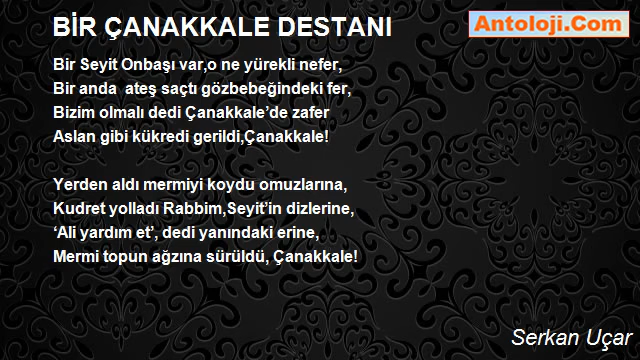 BİR ÇANAKKALE DESTANI
Antoloji.Com
Bir Seyit Onbaşı var,o ne yürekli nefer,
Bir anda  ateş saçtı gözbebeğindeki fer,
Bizim olmalı dedi Çanakkale’de zafer
Aslan gibi kükredi gerildi,Çanakkale!

Yerden aldı mermiyi koydu omuzlarına,
Kudret yolladı Rabbim,Seyit’in dizlerine,
‘Ali yardım et’, dedi yanındaki erine,
Mermi topun ağzına sürüldü, Çanakkale!

Serkan Uçar